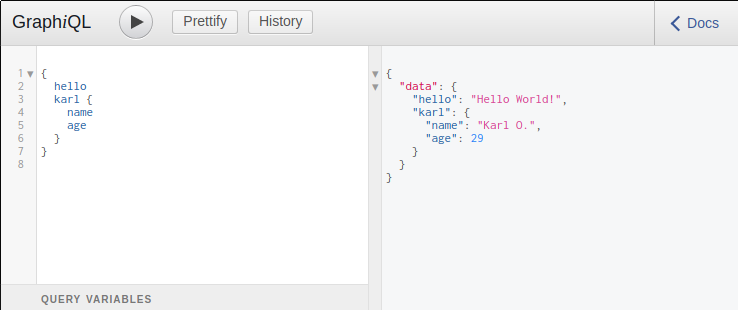 GraphiQL Prettify History Docs
1 {
2 hello
3 karl {
4 name
5 age
6 }
7 }
8
{
"data": {
"hello": "Hello World!",
"karl": {
"name": "Karl O.",
"age": 29
}
}
}
QUERY VARIABLES